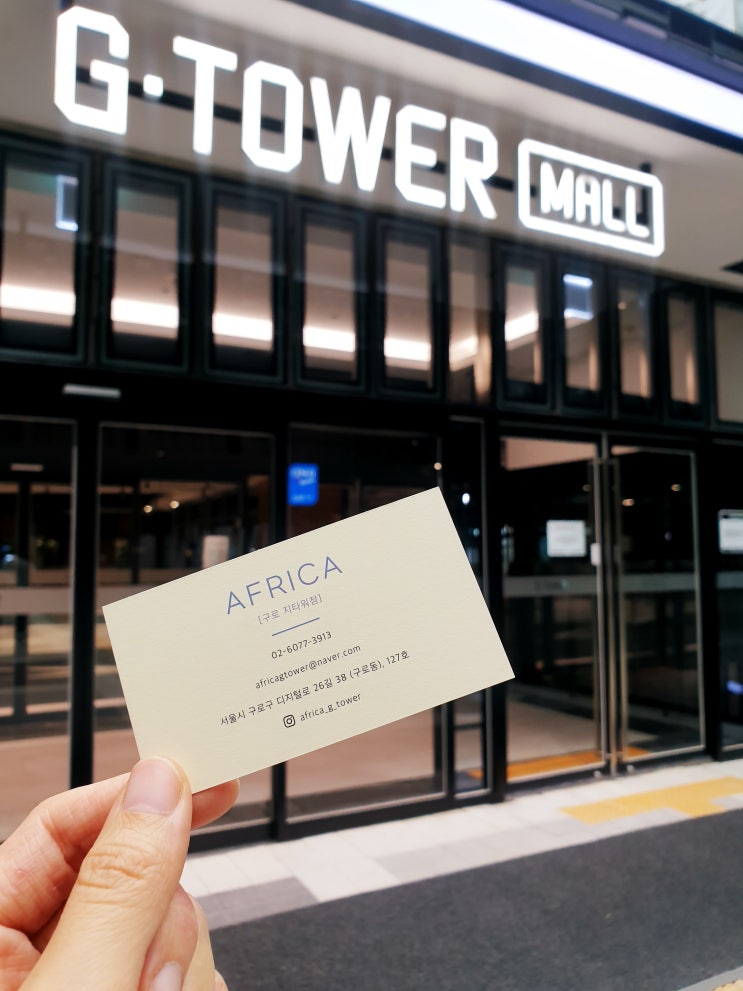 G·TOWER MALL
AFRICA
[구로 지타워점]
02-6077-3913
africagtower@naver.com
서울시 구로구 디지털로 26길 38 (구로동), 127호
africa_g_tower